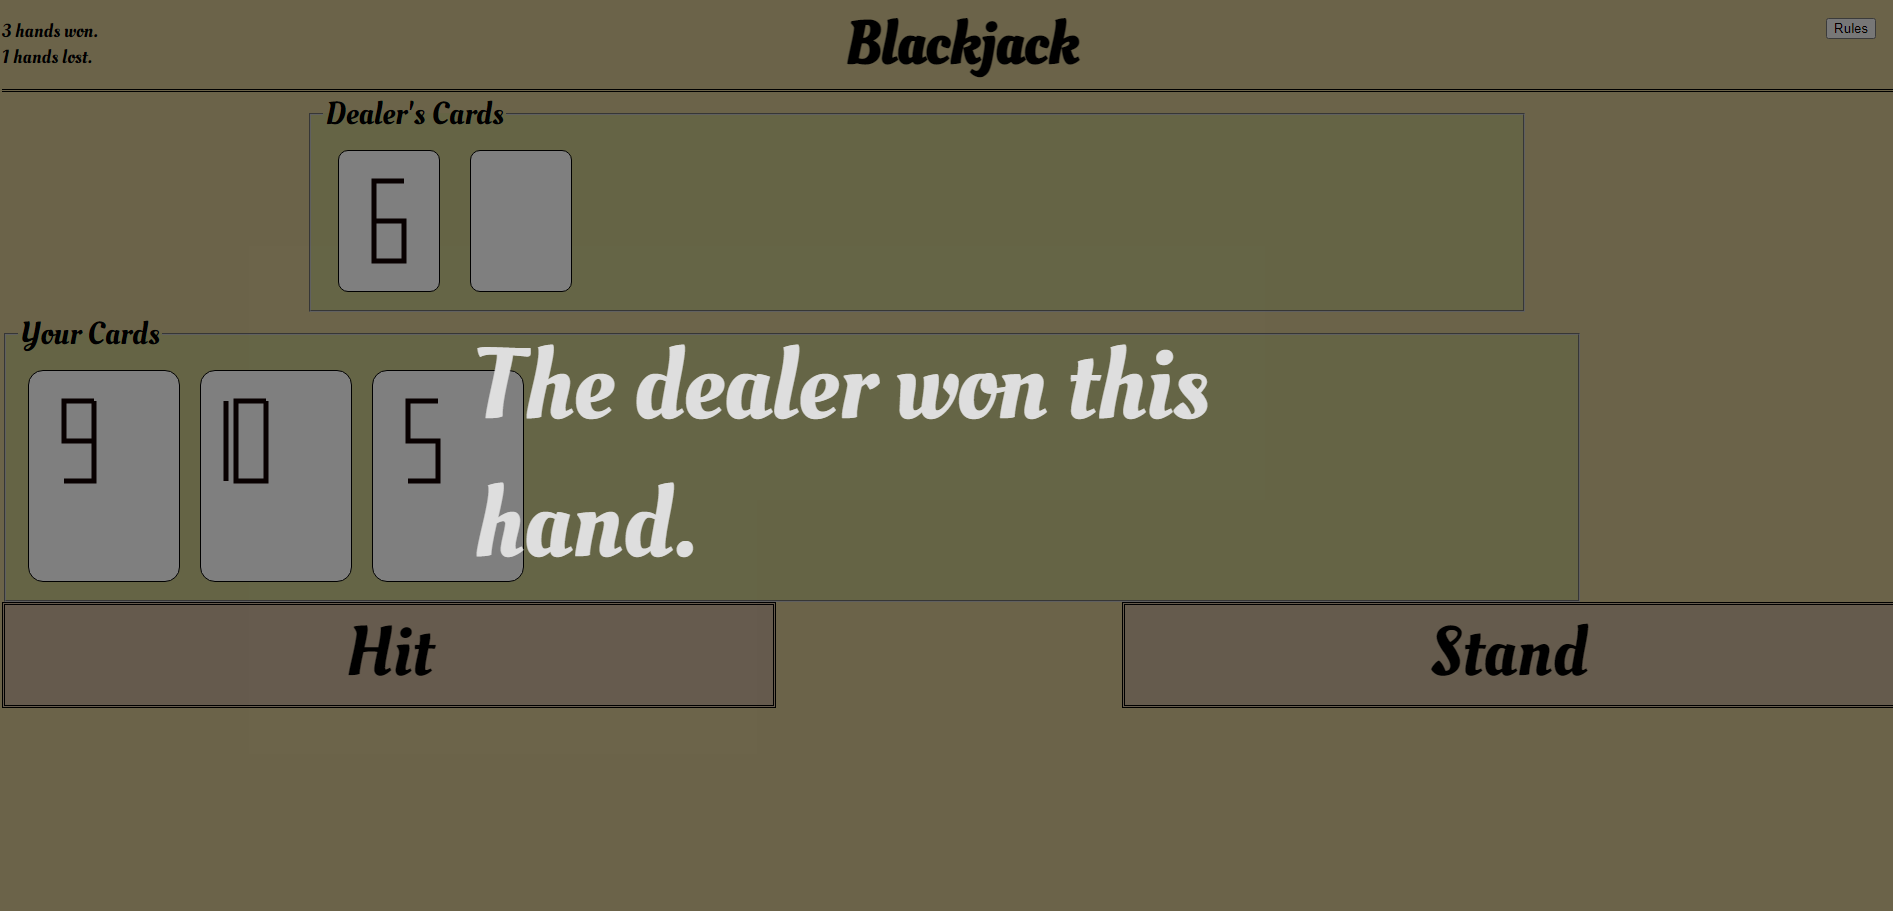 3 hands won.
1 hands lost.
Blackjack
Rules
Dealer's Cards
6
Your Cards
9 10 5
The dealer won this
hand.
Hit
Stand